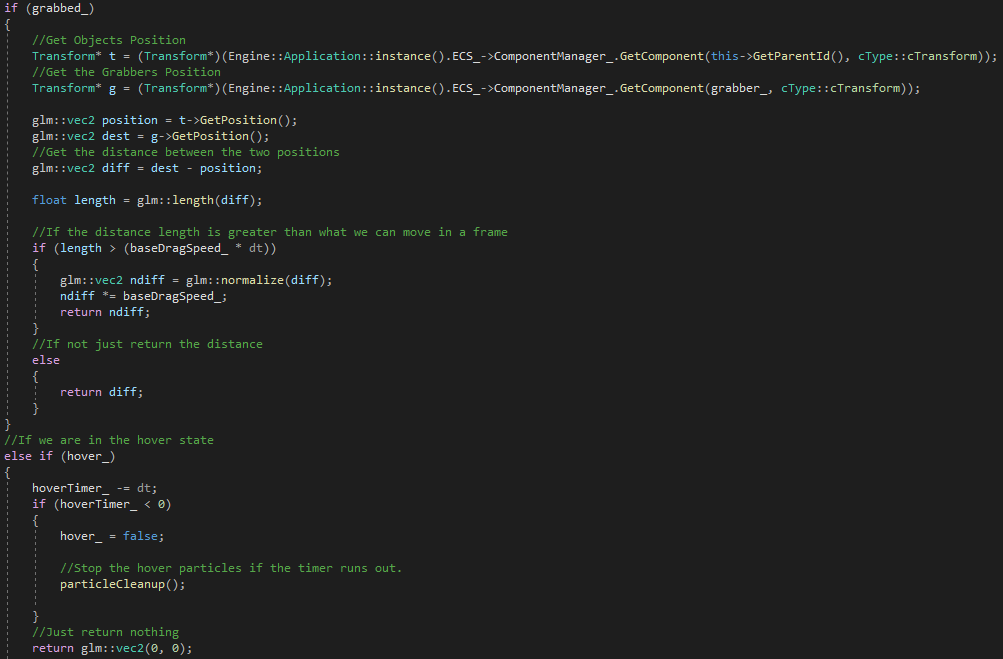 if (grabbed_)
{
//Get Objects Position
Transform* t = (Transform*)(Engine::Application::instance().ECS_->ComponentManager_.GetComponent(this->GetParentId(), cType::cTransform));
//Get the Grabbers Position
Transform* g = (Transform*)(Engine::Application::instance().ECS_->ComponentManager_.GetComponent(grabber_, cType::cTransform));
glm::vec2 position = t->GetPosition();
glm::vec2 dest = g->GetPosition();
//Get the distance between the two positions
glm::vec2 diff = dest - position;
float length = glm::length(diff);
//If the distance length is greater than what we can move in a frame
if (length > (baseDragSpeed_ * dt))
{
glm::vec2 ndiff = glm::normalize(diff);
ndiff *= baseDragSpeed_;
return ndiff;
}
//If not just return the distance
else
{
return diff;
}
}
//If we are in the hover state
else if (hover_)
{
hoverTimer_ -= dt;
if (hoverTimer_ < 0)
{
hover_ = false;
//Stop the hover particles if the timer runs out.
particleCleanup();
}
//Just return nothing
return glm::vec2(0, 0);